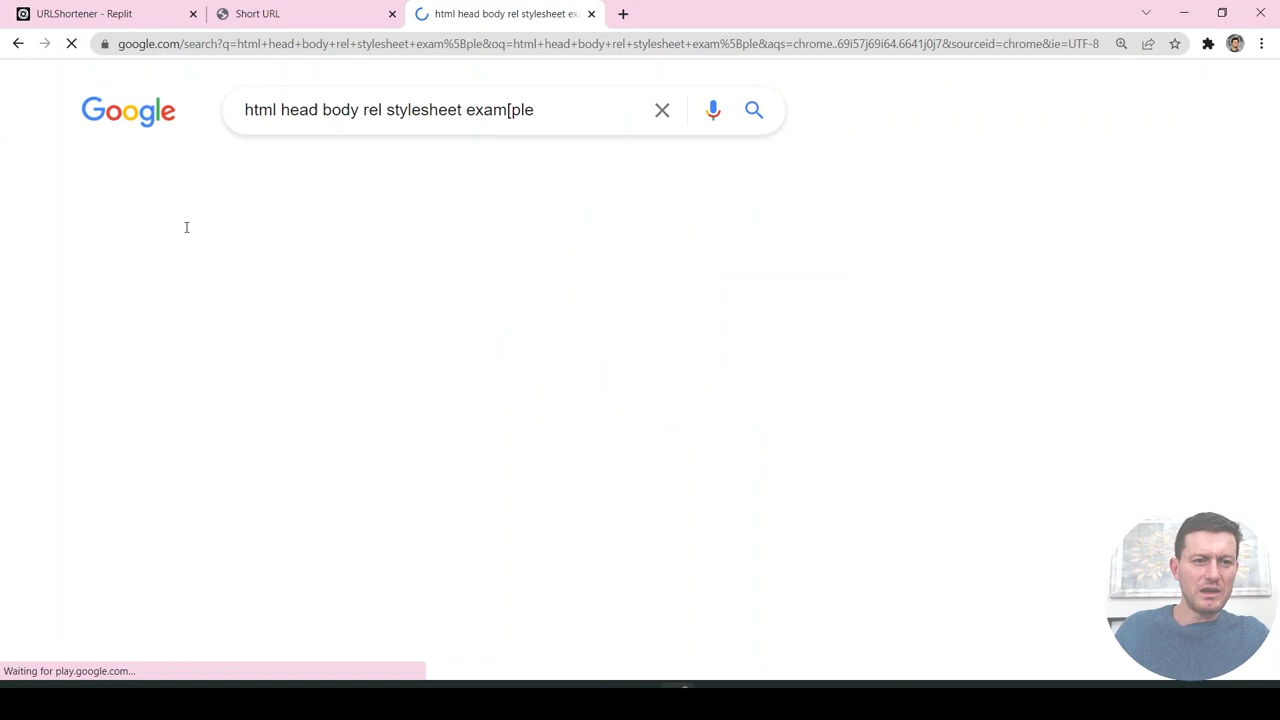 URLShortener - Replit
Short URL
html head body rel stylesheet exa
google.com/search?q=html+head+body+rel+stylesheet+exam%5Bple&oq=html+head+body+rel+stylesheet+exam%5Bple&aqs=chrome..69i57j69i64.6641j0j7&sourceid=chrome&ie=UTF-8
Google
html head body rel stylesheet exam[ple
Waiting for play.google.com...